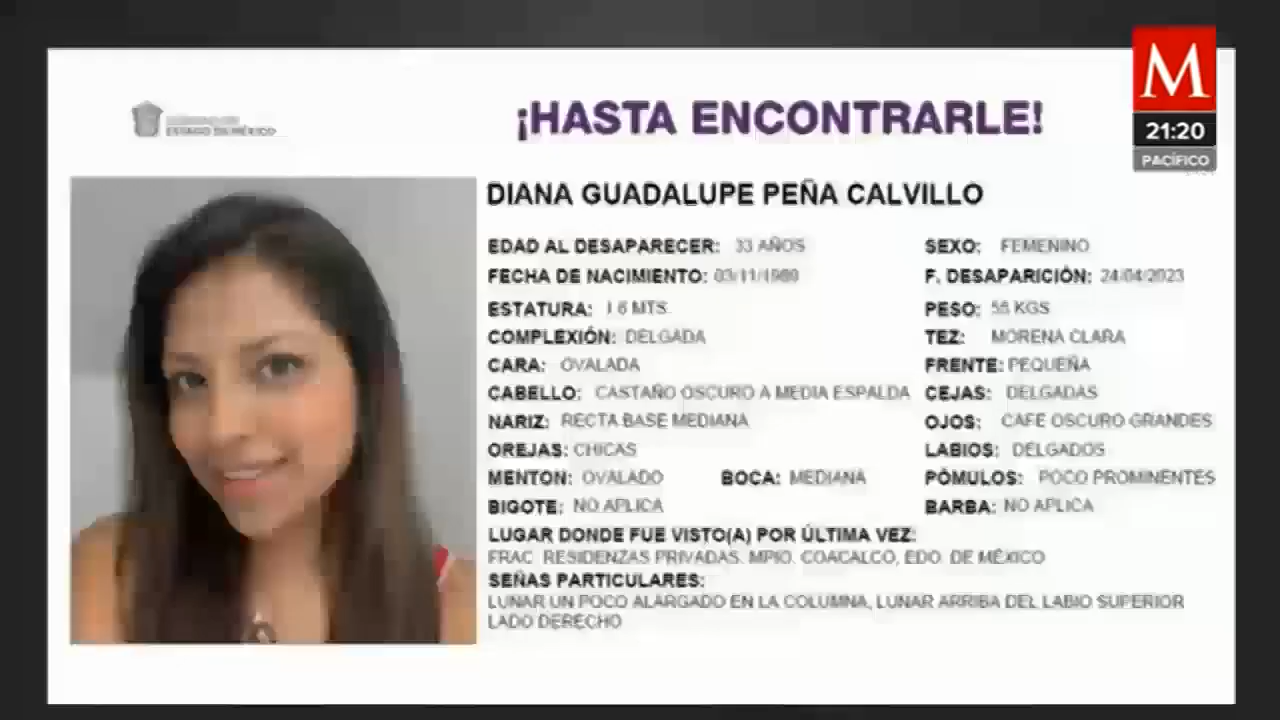 M
21:20
PACÍFICO
ESTADO DE MÉXICO
¡HASTA ENCONTRARLE!
DIANA GUADALUPE PEÑA CALVILLO
EDAD AL DESAPARECER: 33 AÑOS SEXO: FEMENINO
FECHA DE NACIMIENTO: 03/11/1989 F. DESAPARICIÓN: 24/04/2023
ESTATURA: 1.6 MTS. PESO: 55 KGS
COMPLEXIÓN: DELGADA TEZ: MORENA CLARA
CARA: OVALADA FRENTE: PEQUEÑA
CABELLO: CASTAÑO OSCURO A MEDIA ESPALDA CEJAS: DELGADAS
NARIZ: RECTA BASE MEDIANA OJOS: CAFE OSCURO GRANDES
OREJAS: CHICAS LABIOS: DELGADOS
MENTON: OVALADO BOCA: MEDIANA PÓMULOS: POCO PROMINENTES
BIGOTE: NO APLICA BARBA: NO APLICA
LUGAR DONDE FUE VISTO(A) POR ÚLTIMA VEZ:
FRAC. RESIDENZAS PRIVADAS. MPIO. COACALCO, EDO. DE MÉXICO
SEÑAS PARTICULARES:
LUNAR UN POCO ALARGADO EN LA COLUMNA, LUNAR ARRIBA DEL LABIO SUPERIOR
LADO DERECHO